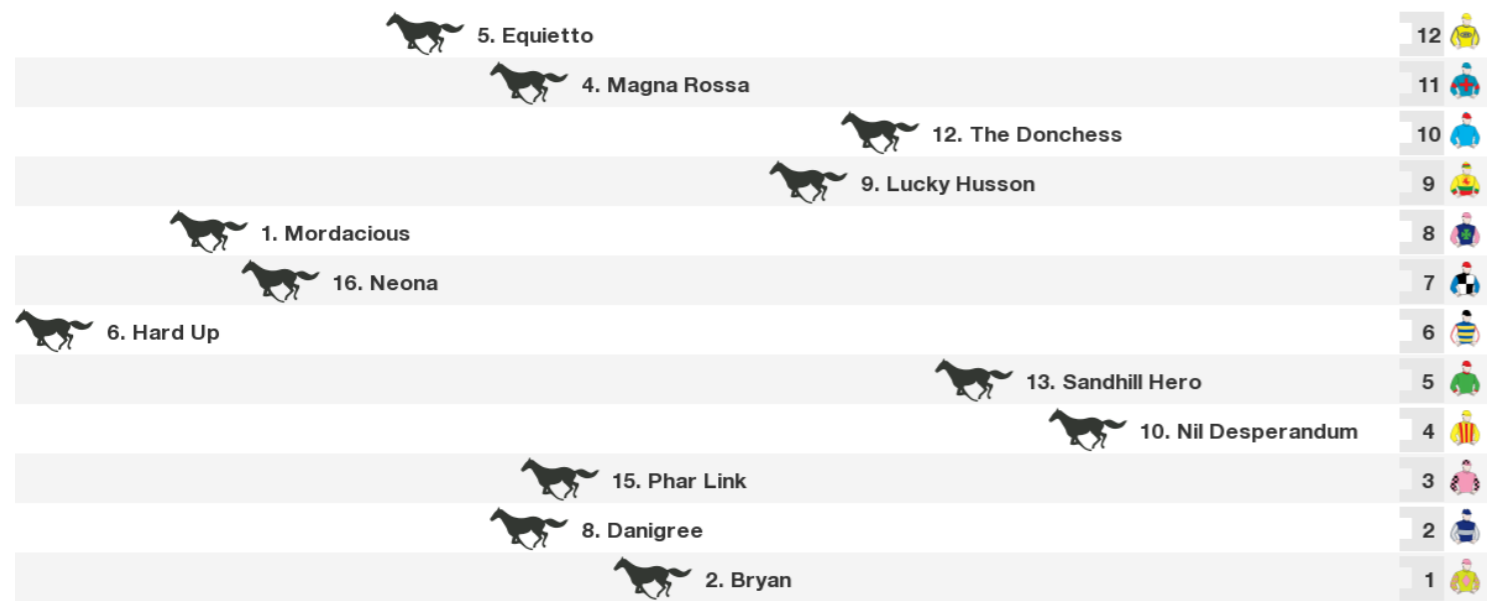 5. Equietto 12
4. Magna Rossa 11
12. The Donchess 10
9. Lucky Husson 9
1. Mordacious 8
16. Neona 7
6. Hard Up 6
13. Sandhill Hero 5
10. Nil Desperandum 4
15. Phar Link 3
8. Danigree 2
2. Bryan 1